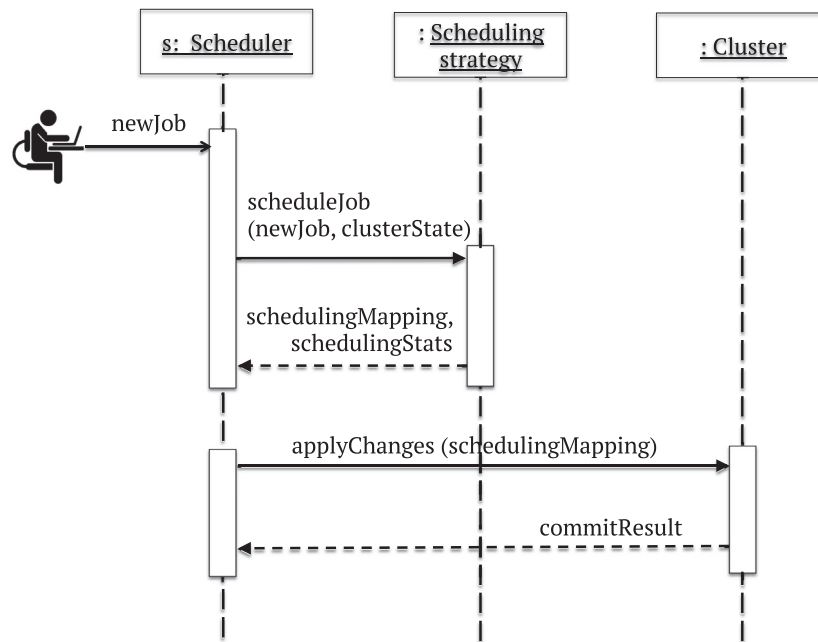 s: Scheduler
: Scheduling
strategy
: Cluster
newJob
scheduleJob
(newJob, clusterState)
schedulingMapping,
schedulingStats
applyChanges (schedulingMapping)
commitResult